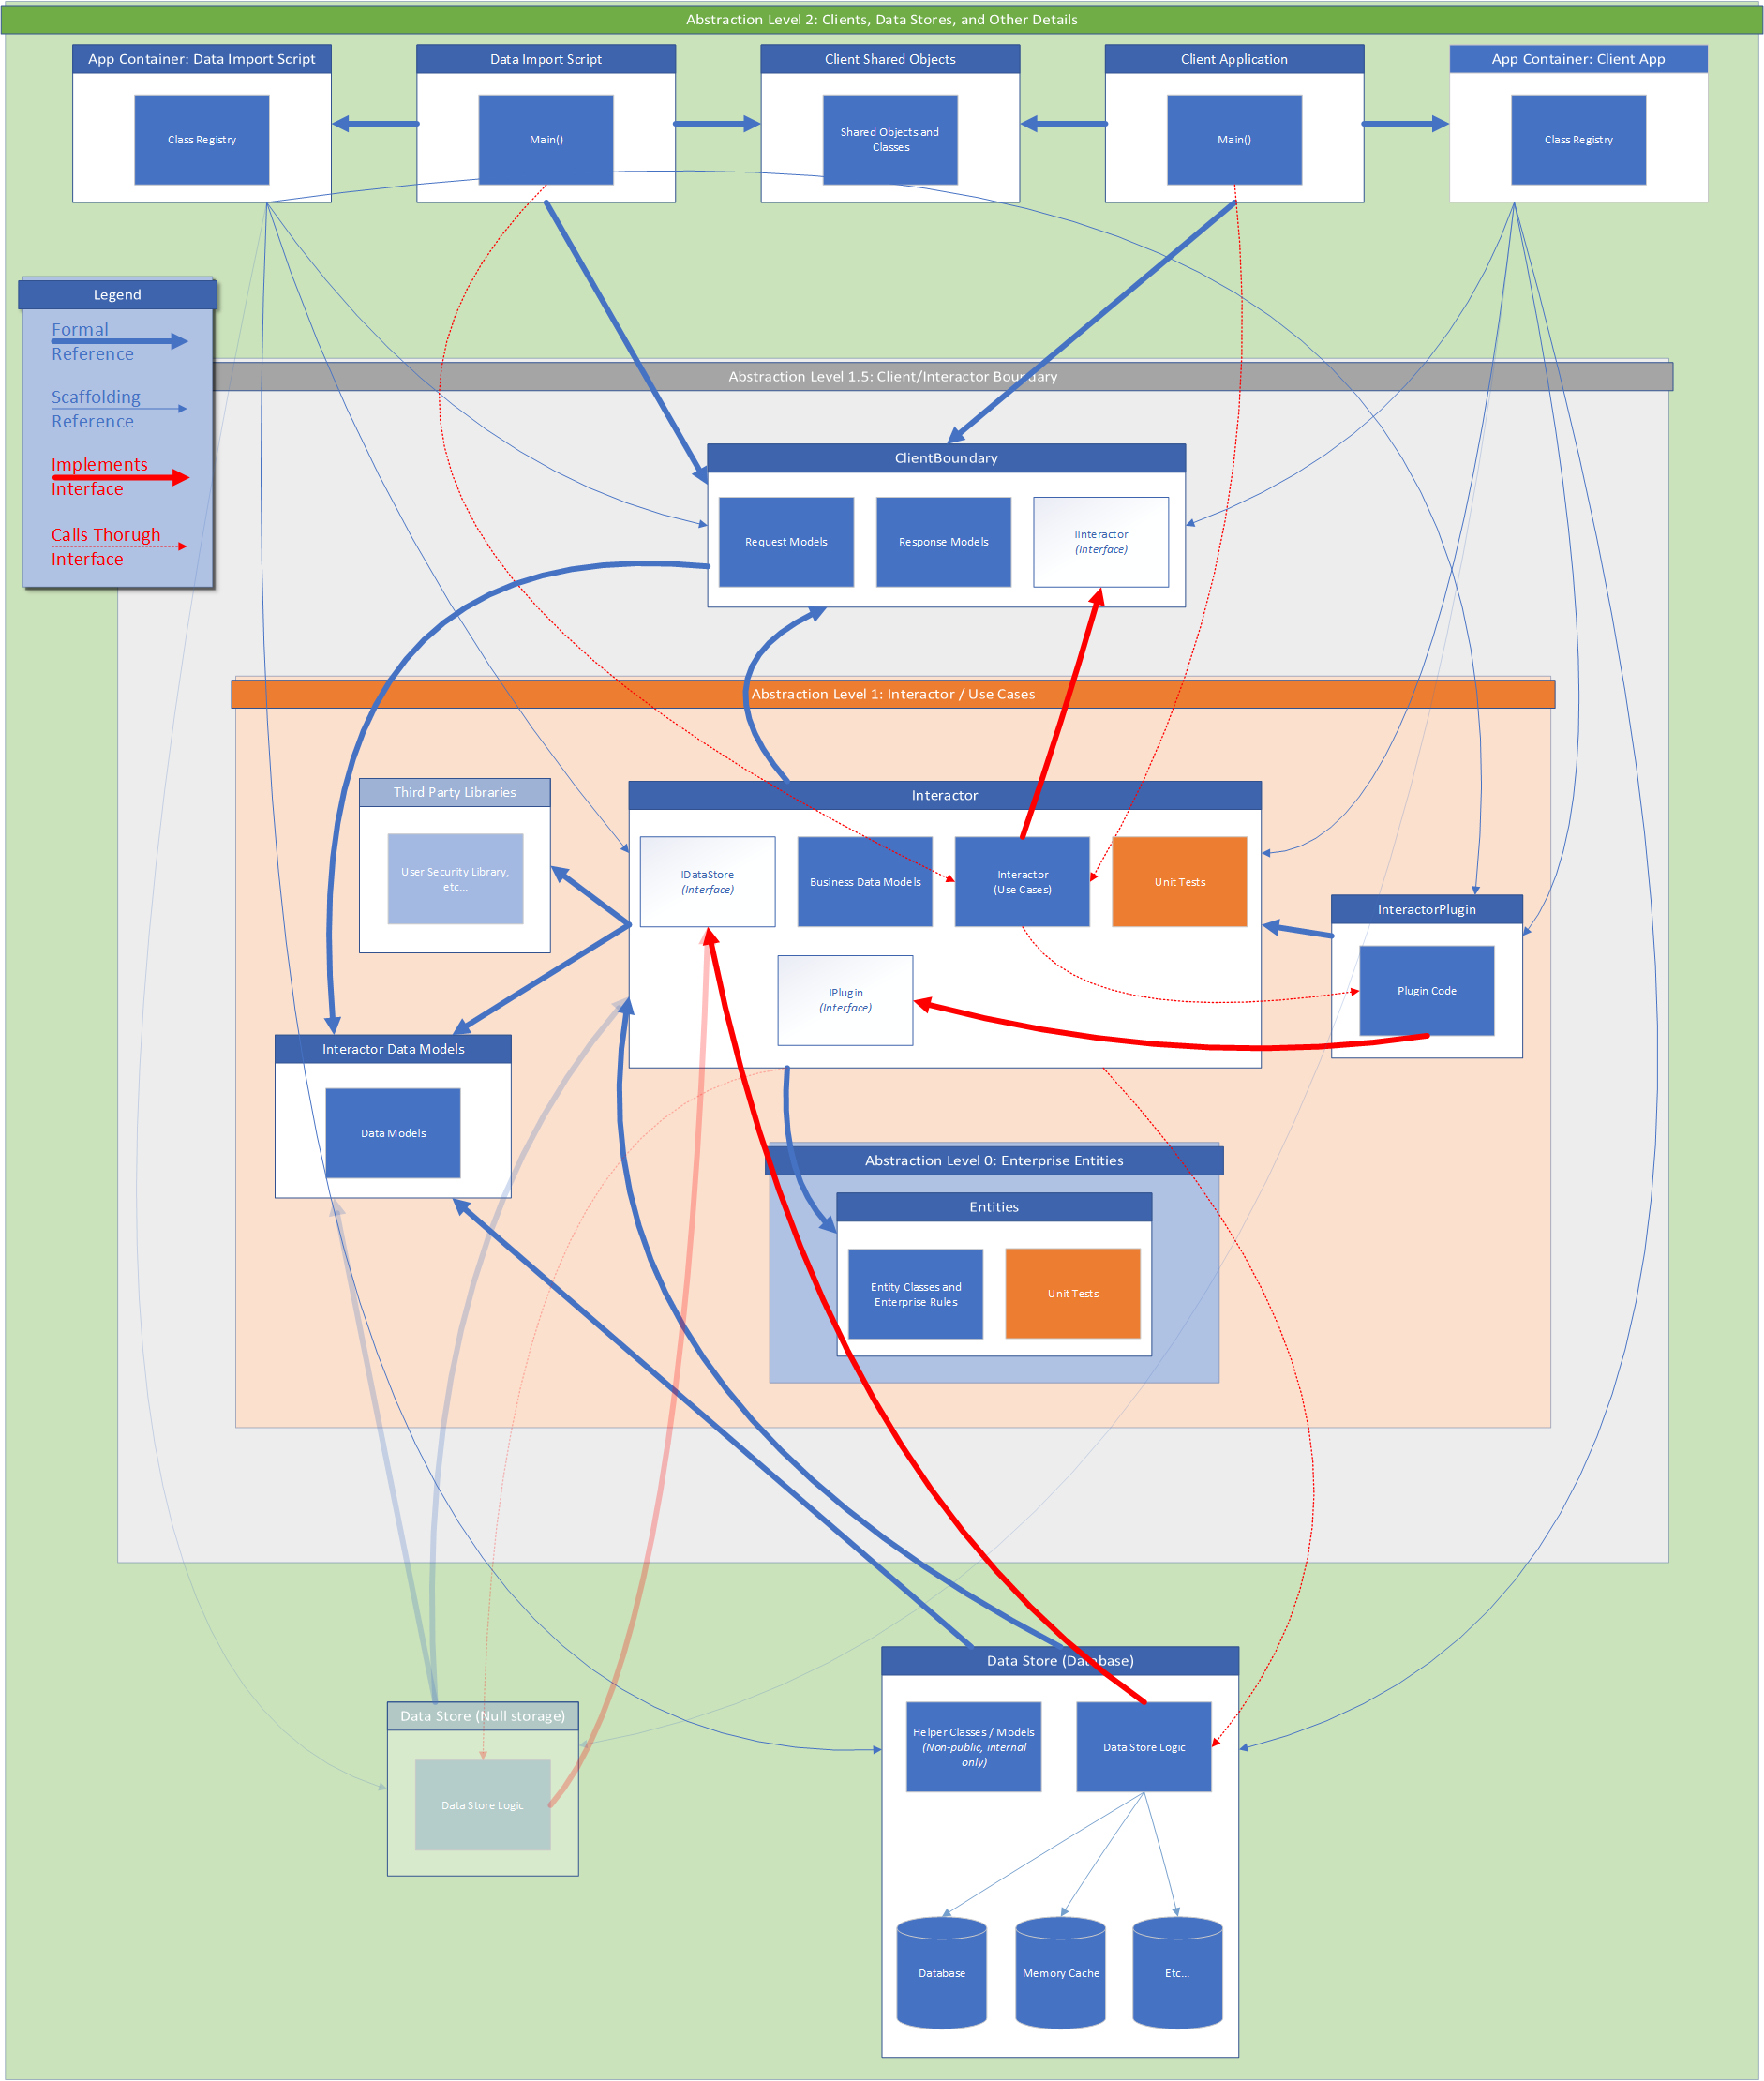 Abstraction Level 2: Clients, Data Stores, and Other Details
App Container: Data Import Script
Data Import Script
Client Shared Objects
Client Application
App Container: Client App
Class Registry
Main()
Shared Objects and
Classes
Main()
Class Registry
Legend
Formal
Reference
Scaffolding
Reference
Implements
Interface
Calls Thorugh
Interface
Abstraction Level 1.5: Client/Interactor Boundary
ClientBoundary
Request Models
Response Models
IInteractor
(Interface)
Abstraction Level 1: Interactor / Use Cases
Third Party Libraries
User Security Library,
etc...
Interactor
IDataStore
(Interface)
Business Data Models
Interactor
(Use Cases)
Unit Tests
IPlugin
(Interface)
InteractorPlugin
Plugin Code
Interactor Data Models
Data Models
Abstraction Level 0: Enterprise Entities
Entities
Entity Classes and
Enterprise Rules
Unit Tests
Data Store (Null storage)
Data Store Logic
Data Store (Database)
Helper Classes / Models
(Non-public, internal
only)
Data Store Logic
Database
Memory Cache
Etc...